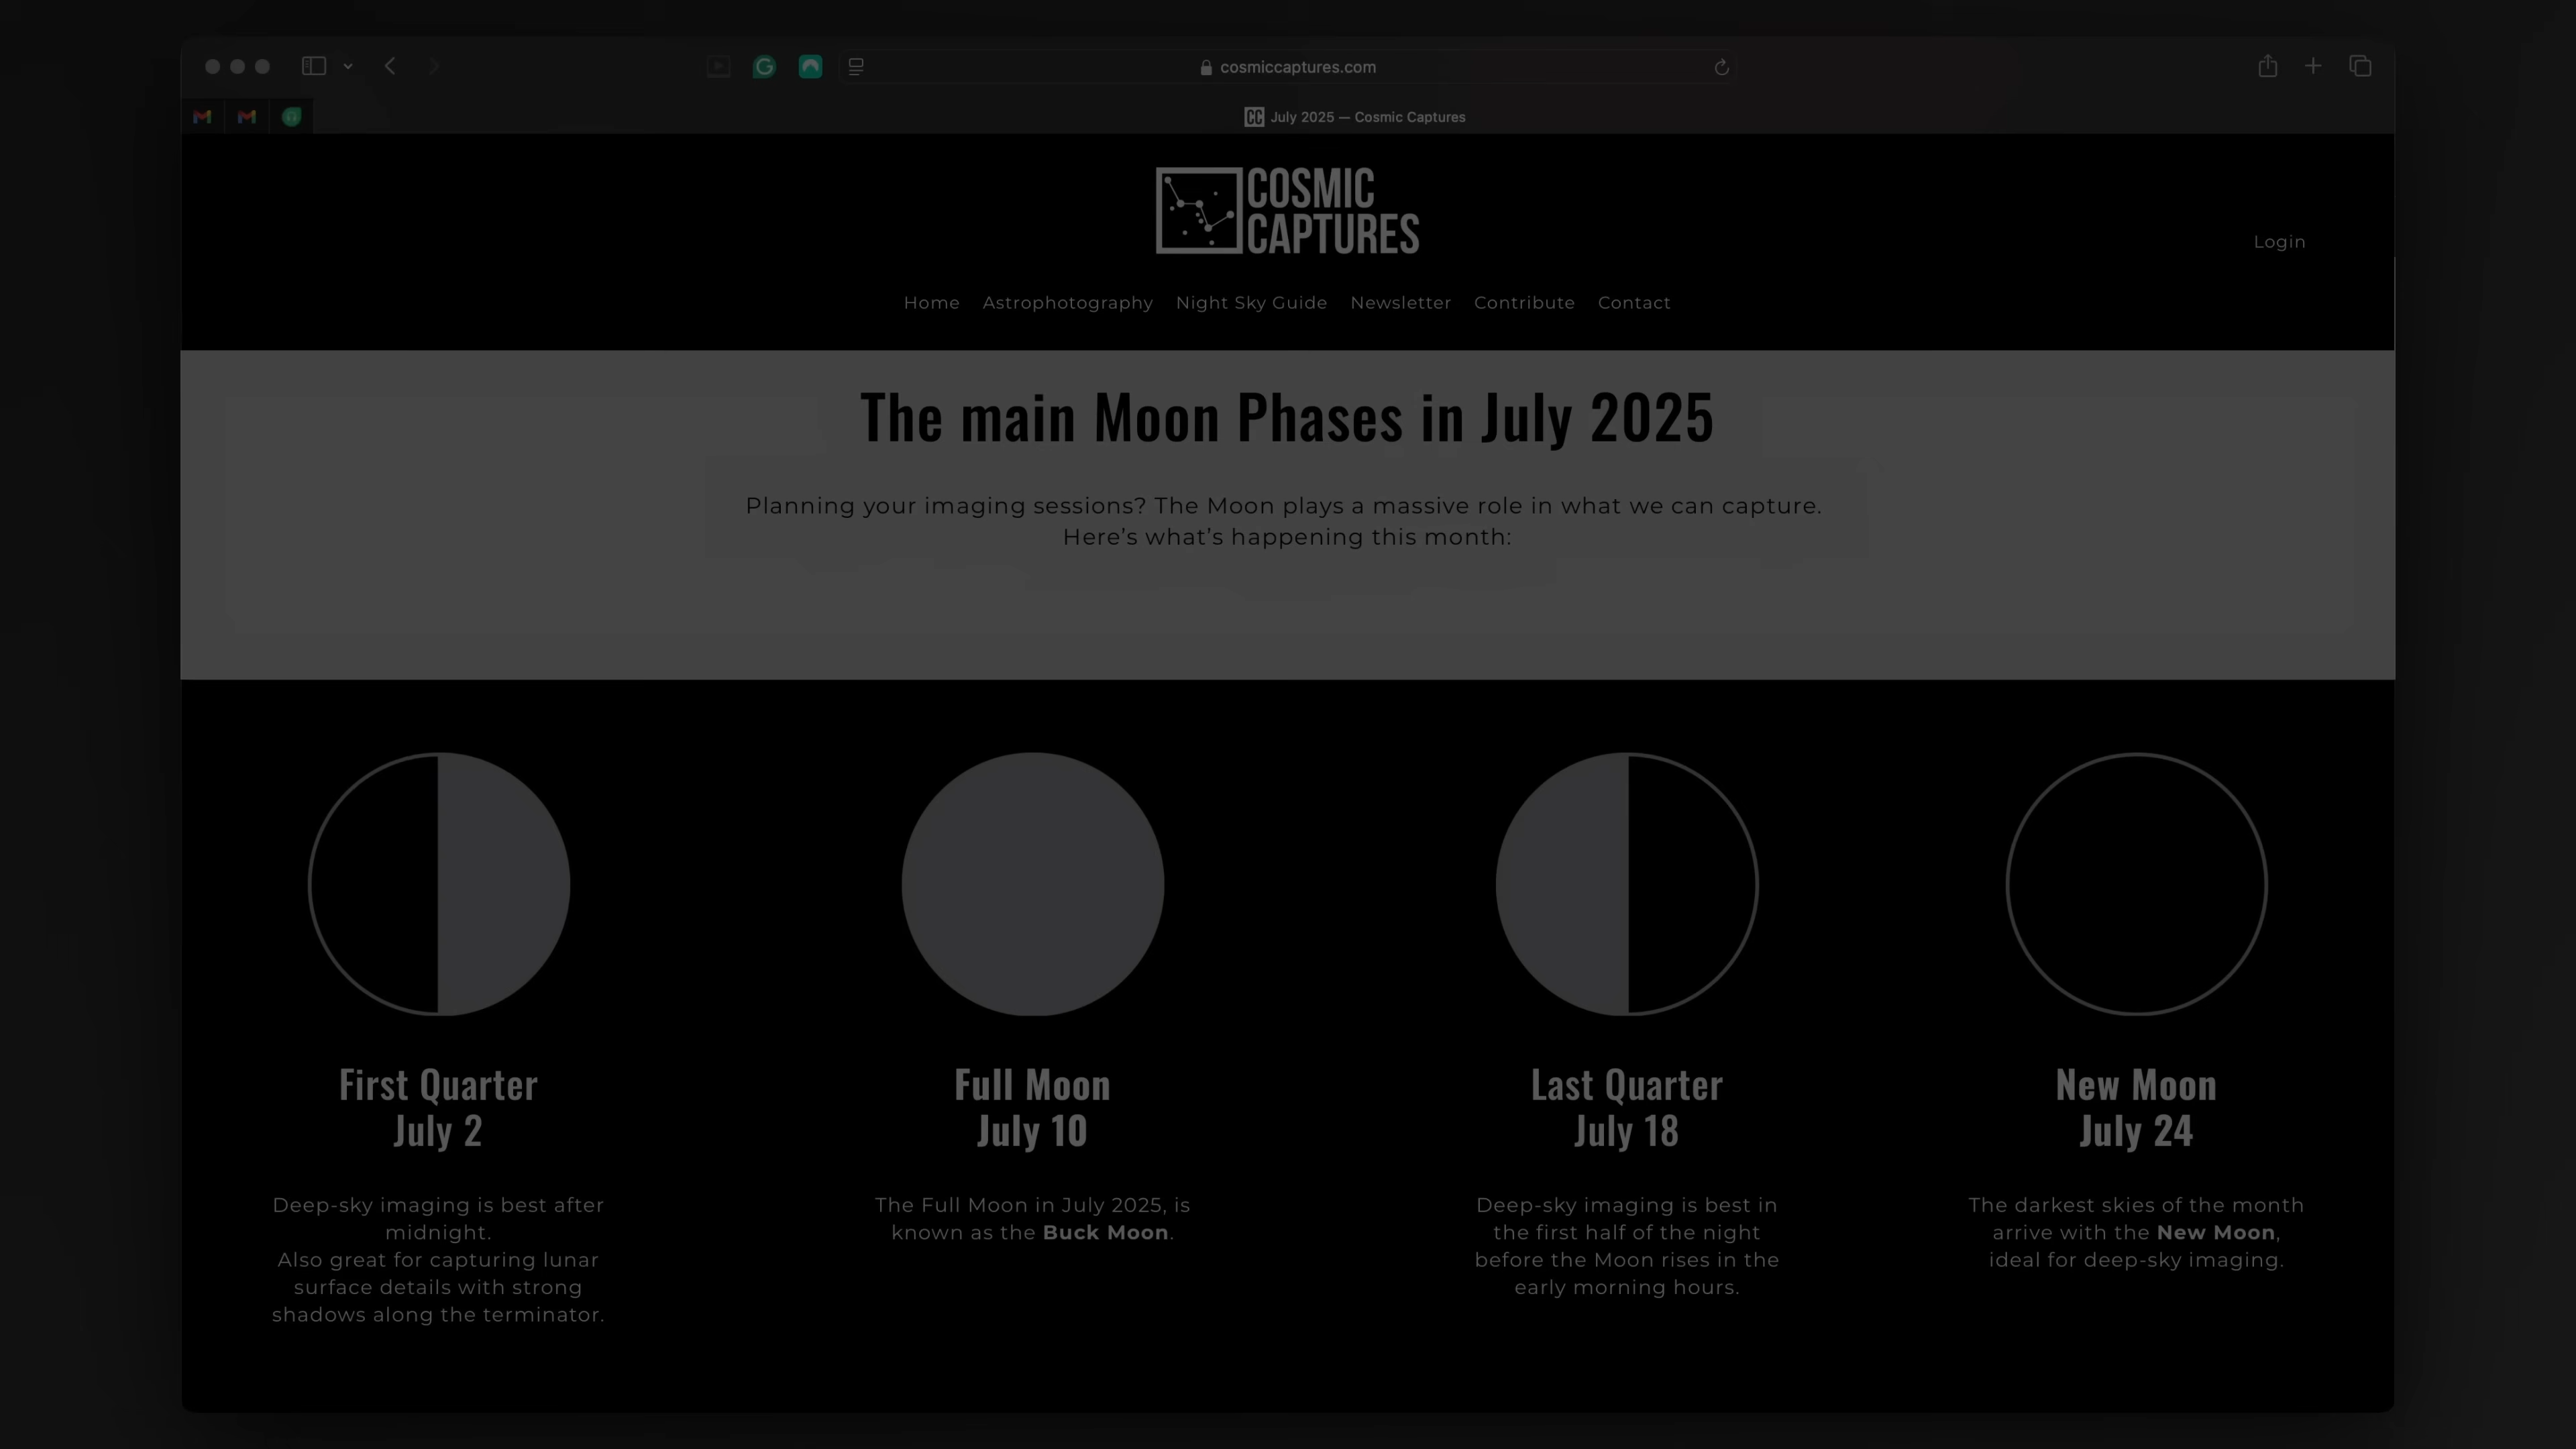 cosmiccaptures.com
CC July 2025 — Cosmic Captures
COSMIC
CAPTURES
Login
Home Astrophotography Night Sky Guide Newsletter Contribute Contact
The main Moon Phases in July 2025
Planning your imaging sessions? The Moon plays a massive role in what we can capture.
Here’s what’s happening this month:
First Quarter
July 2
Deep-sky imaging is best after
midnight.
Also great for capturing lunar
surface details with strong
shadows along the terminator.
Full Moon
July 10
The Full Moon in July 2025, is
known as the Buck Moon.
Last Quarter
July 18
Deep-sky imaging is best in
the first half of the night
before the Moon rises in the
early morning hours.
New Moon
July 24
The darkest skies of the month
arrive with the New Moon,
ideal for deep-sky imaging.